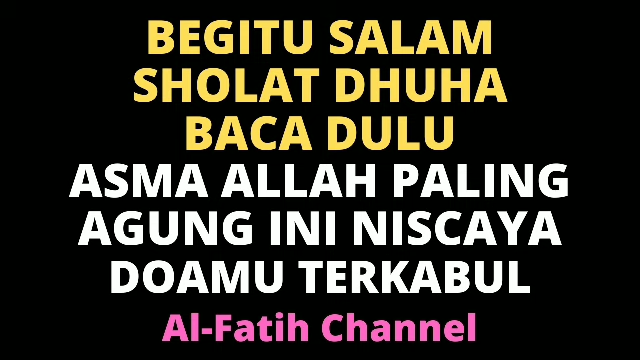 BEGITU SALAM
SHOLAT DHUHA
BACA DULU
ASMA ALLAH PALING
AGUNG INI NISCAYA
DOAMU TERKABUL
Al-Fatih Channel